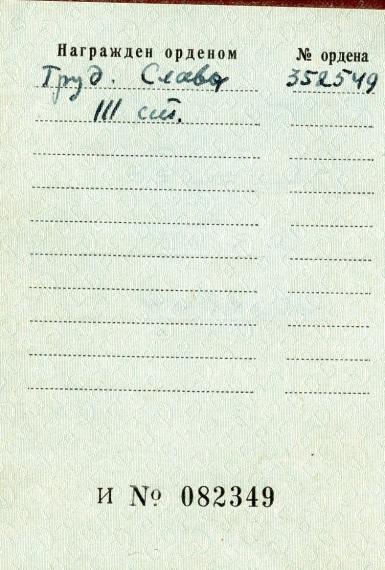 Награжден орденом № ордена
Труд. Славы 352549
III ст.
И № 082349